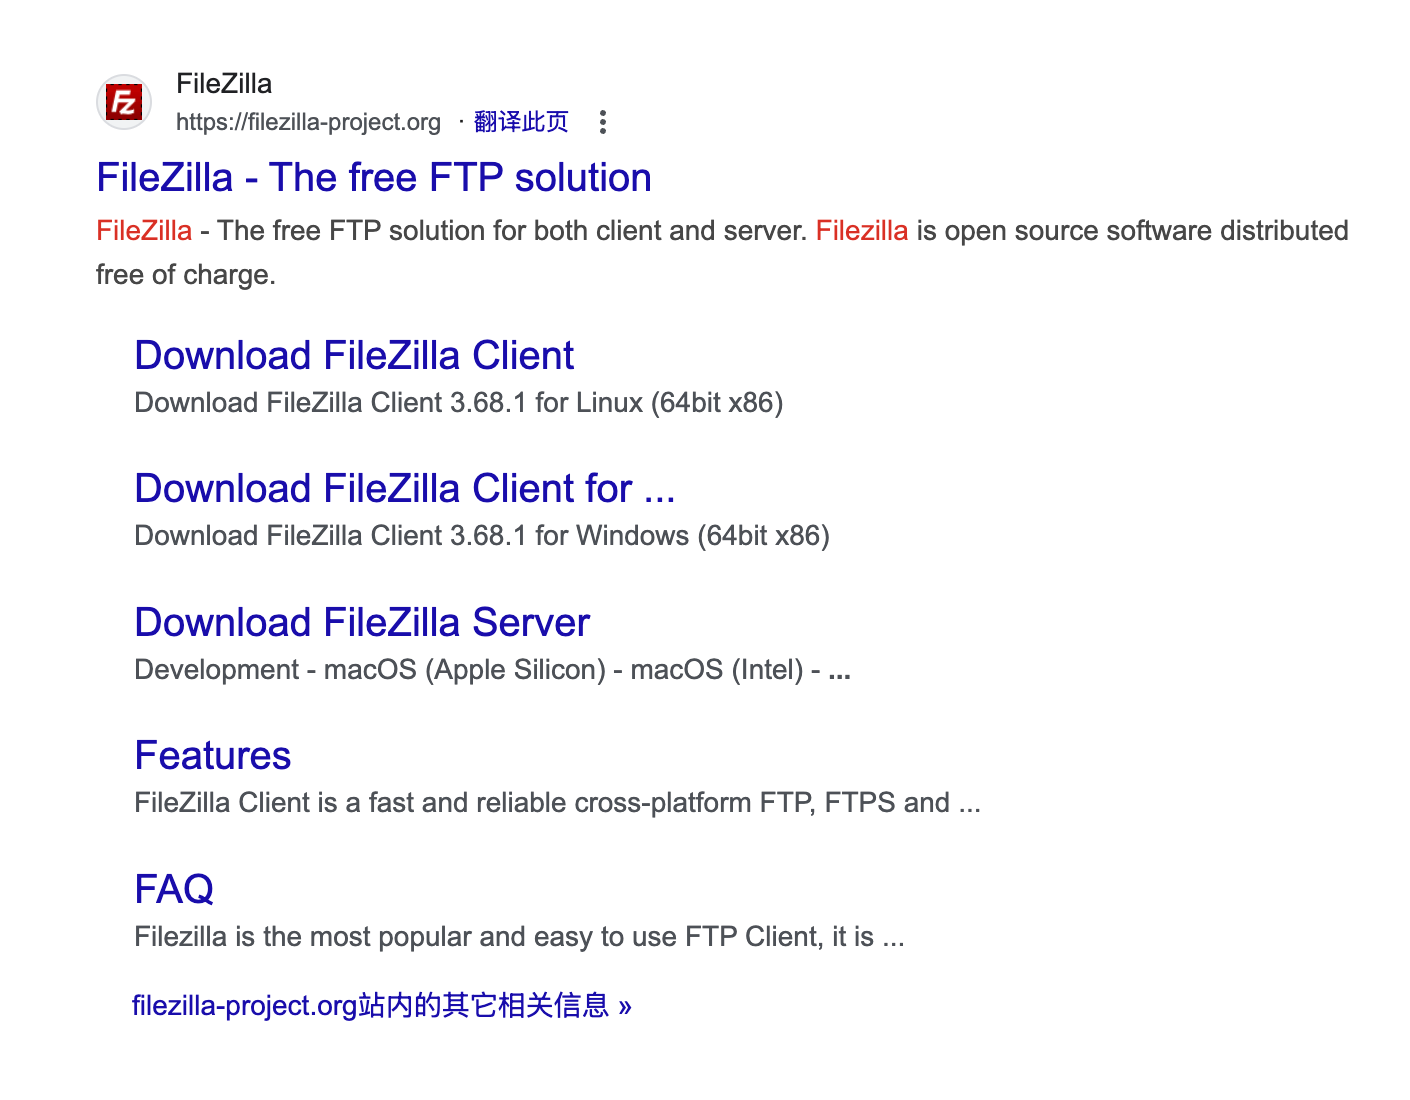 FileZilla
https://filezilla-project.org · 翻译此页
FileZilla - The free FTP solution
FileZilla - The free FTP solution for both client and server. Filezilla is open source software distributed
free of charge.
Download FileZilla Client
Download FileZilla Client 3.68.1 for Linux (64bit x86)
Download FileZilla Client for ...
Download FileZilla Client 3.68.1 for Windows (64bit x86)
Download FileZilla Server
Development - macOS (Apple Silicon) - macOS (Intel) - ...
Features
FileZilla Client is a fast and reliable cross-platform FTP, FTPS and ...
FAQ
Filezilla is the most popular and easy to use FTP Client, it is ...
filezilla-project.org站内的其它相关信息 »